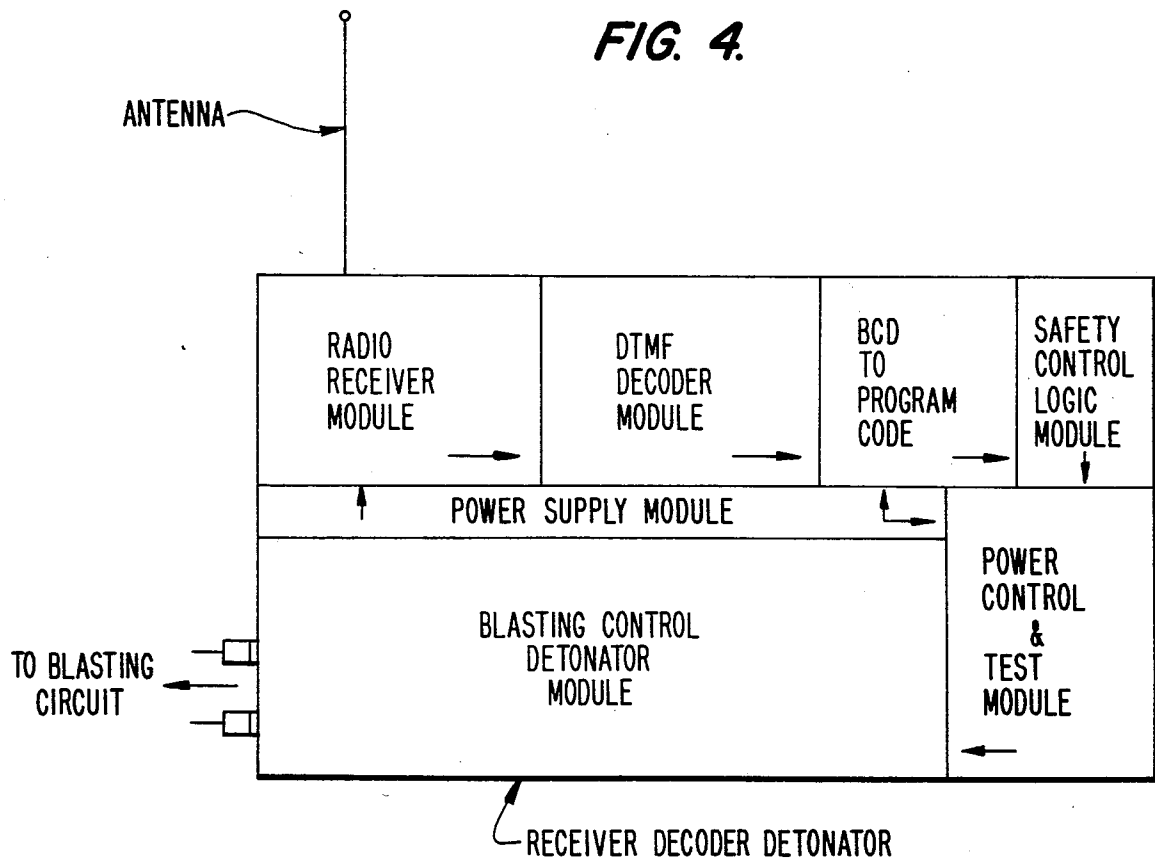 FIG. 4.
ANTENNA
RADIO
RECEIVER
MODULE
DTMF
DECODER
MODULE
BCD
TO
PROGRAM
CODE
SAFETY
CONTROL
LOGIC
MODULE
POWER SUPPLY MODULE
POWER
CONTROL
&
TEST
MODULE
BLASTING CONTROL
DETONATOR
MODULE
TO BLASTING
CIRCUIT
RECEIVER DECODER DETONATOR